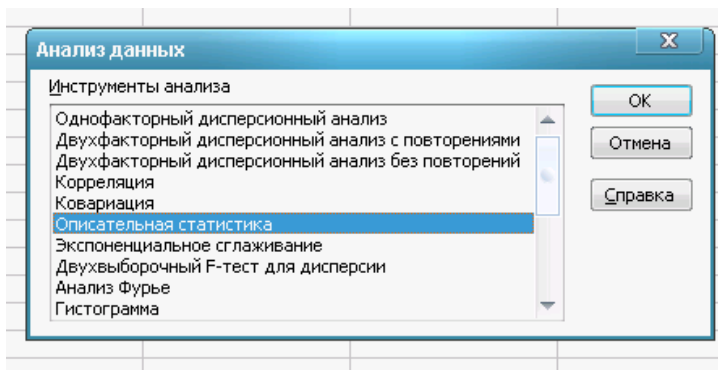 Анализ данных
Инструменты анализа
Однофакторный дисперсионный анализ
Двухфакторный дисперсионный анализ с повторениями
Двухфакторный дисперсионный анализ без повторений
Корреляция
Ковариация
Описательная статистика
Экспоненциальное сглаживание
Двухвыборочный F-тест для дисперсии
Анализ Фурье
Гистограмма
OK
Отмена
Справка